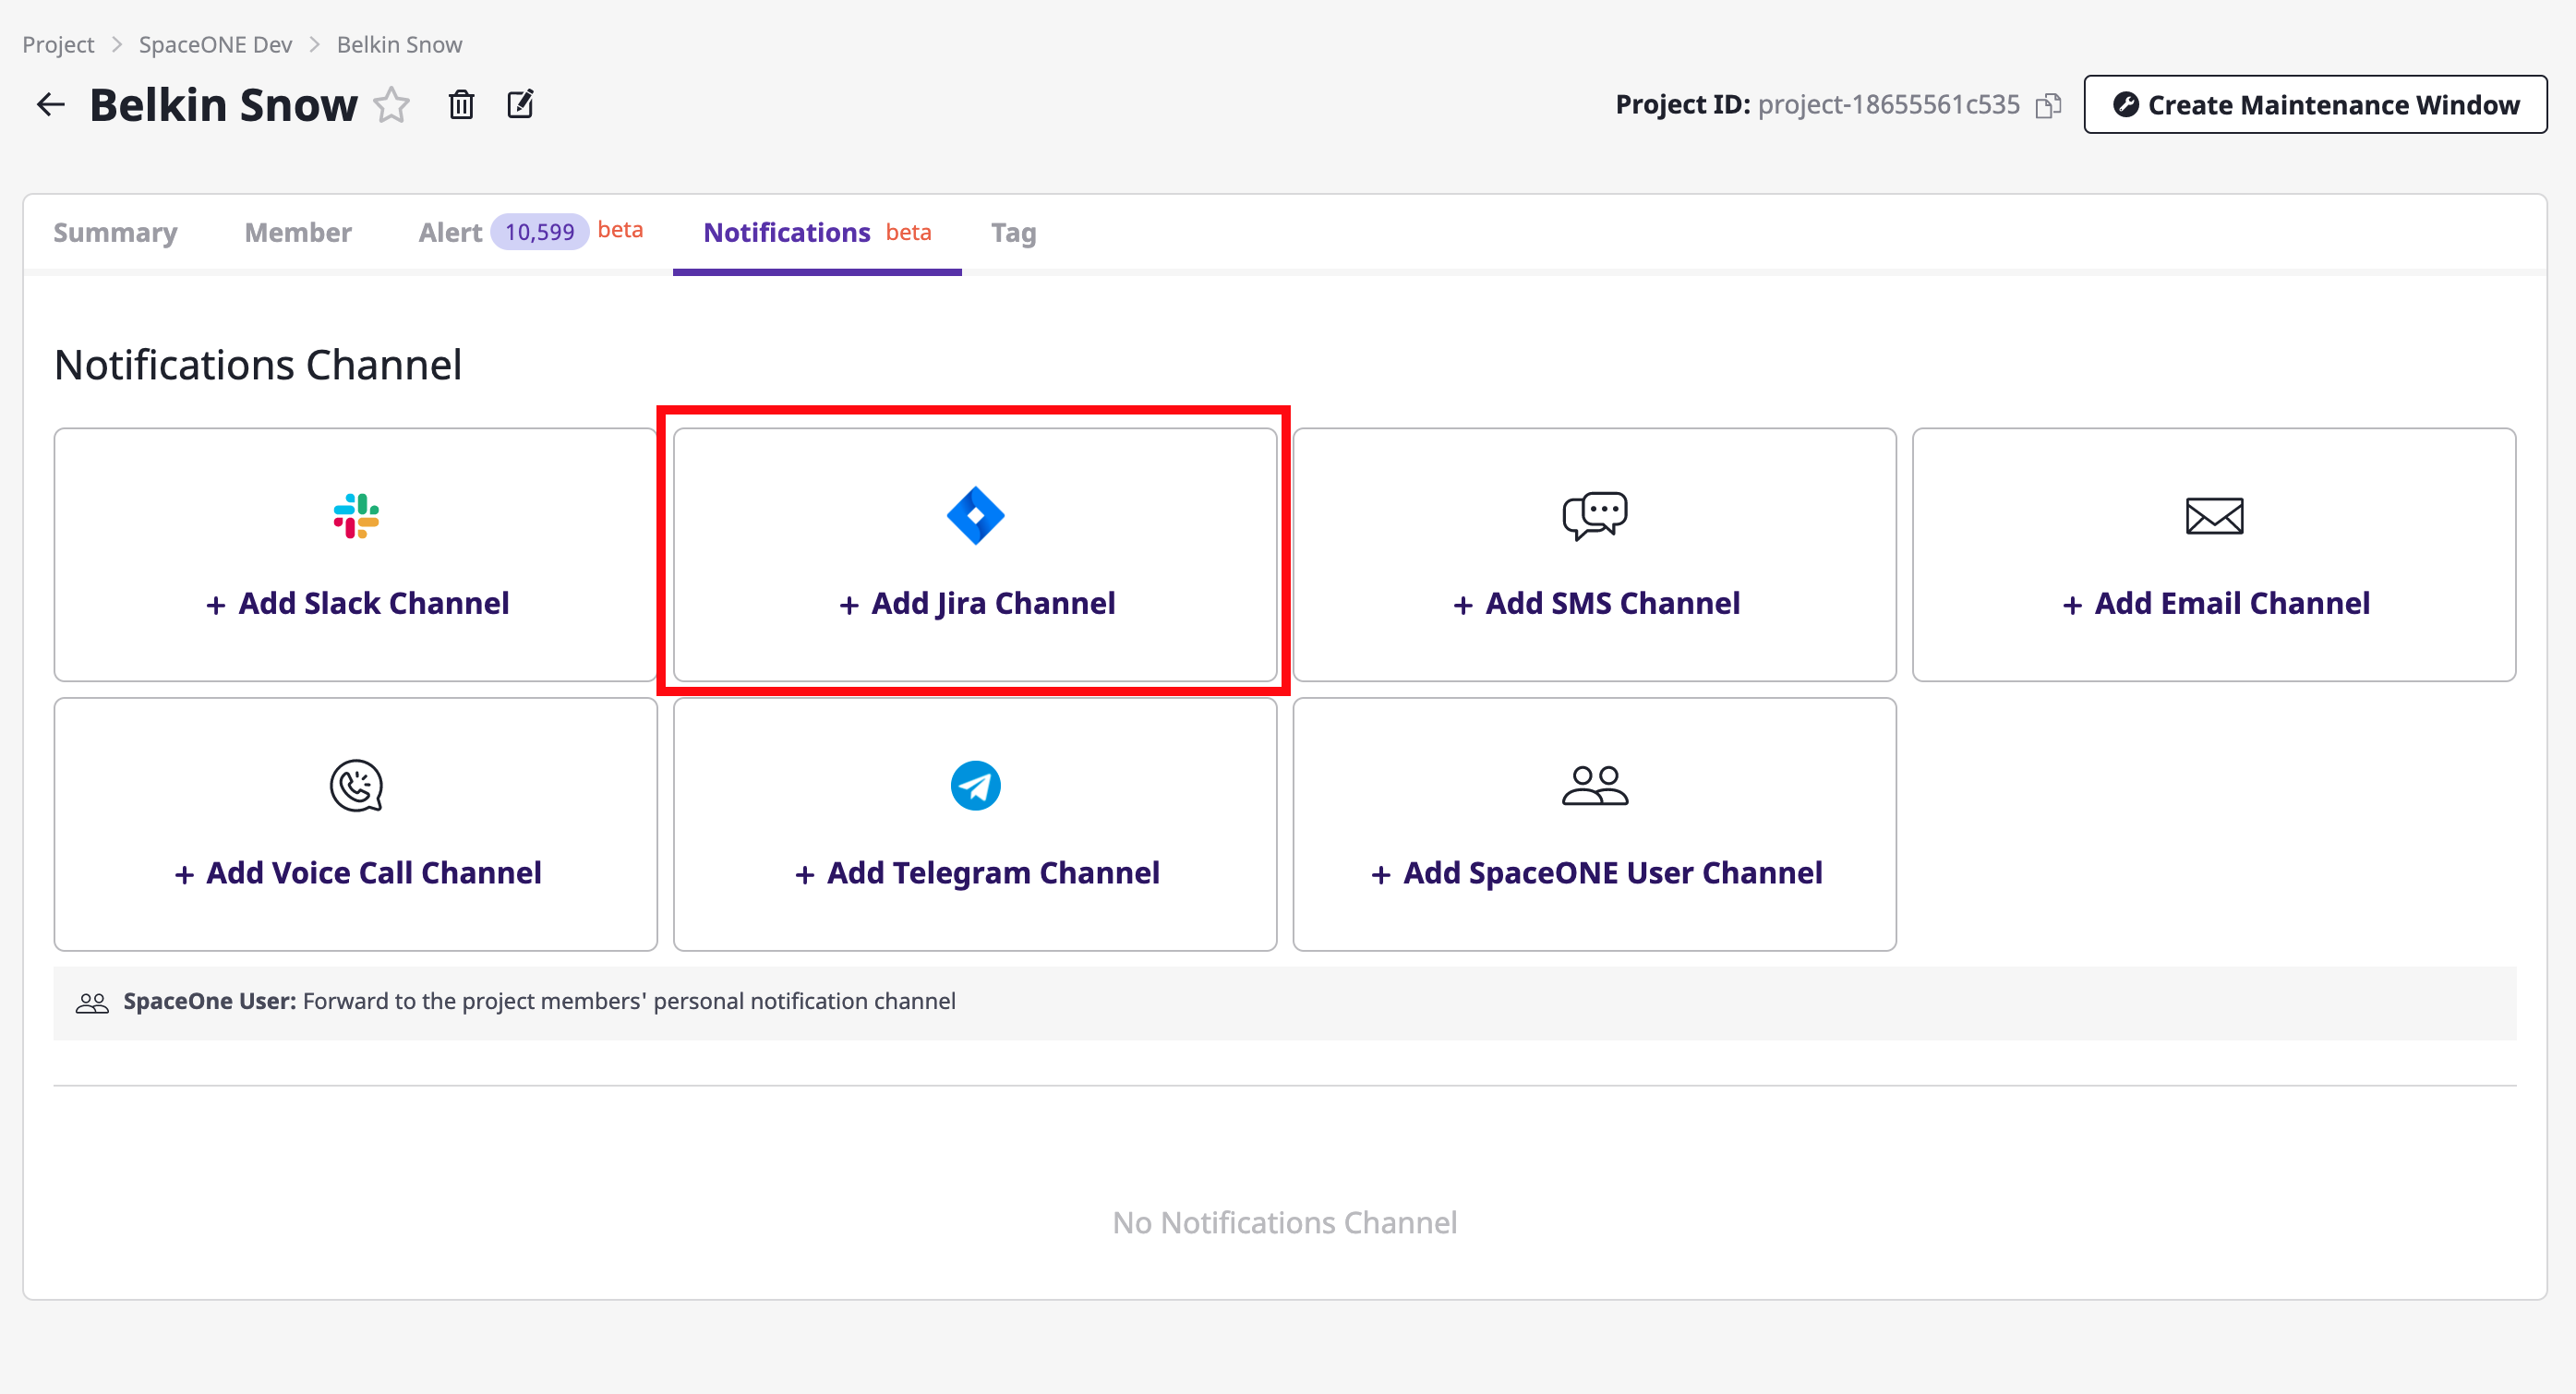 Project > SpaceONE Dev > Belkin Snow
Belkin Snow
Project ID: project-18655561c535
Create Maintenance Window
Summary Member Alert 10,599 beta Notifications beta Tag
Notifications Channel
+ Add Slack Channel
+ Add Jira Channel
+ Add SMS Channel
+ Add Email Channel
+ Add Voice Call Channel
+ Add Telegram Channel
+ Add SpaceONE User Channel
SpaceOne User: Forward to the project members' personal notification channel
No Notifications Channel